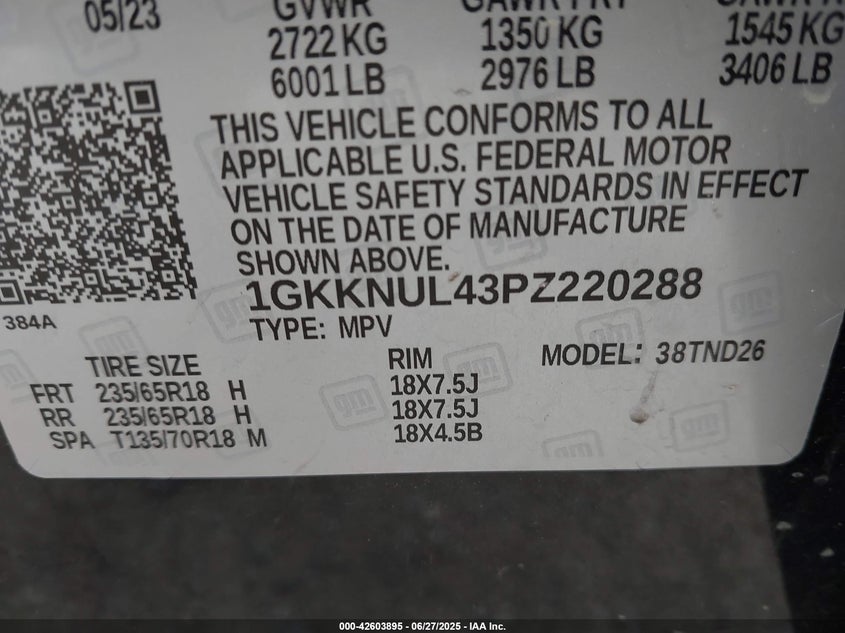 05/23 GVWR GAWR FRT GAWR
2722 KG 1350 KG 1545 KG
6001 LB 2976 LB 3406 LB
THIS VEHICLE CONFORMS TO ALL
APPLICABLE U.S. FEDERAL MOTOR
VEHICLE SAFETY STANDARDS IN EFFECT
ON THE DATE OF MANUFACTURE
SHOWN ABOVE.
1GKKNUL43PZ220288
384A
TYPE: MPV
TIRE SIZE RIM MODEL: 38TND26
FRT 235/65R18 H 18X7.5J
RR 235/65R18 H 18X7.5J
SPA T135/70R18 M 18X4.5B
000-42603895 - 06/27/2025 - IAA Inc.